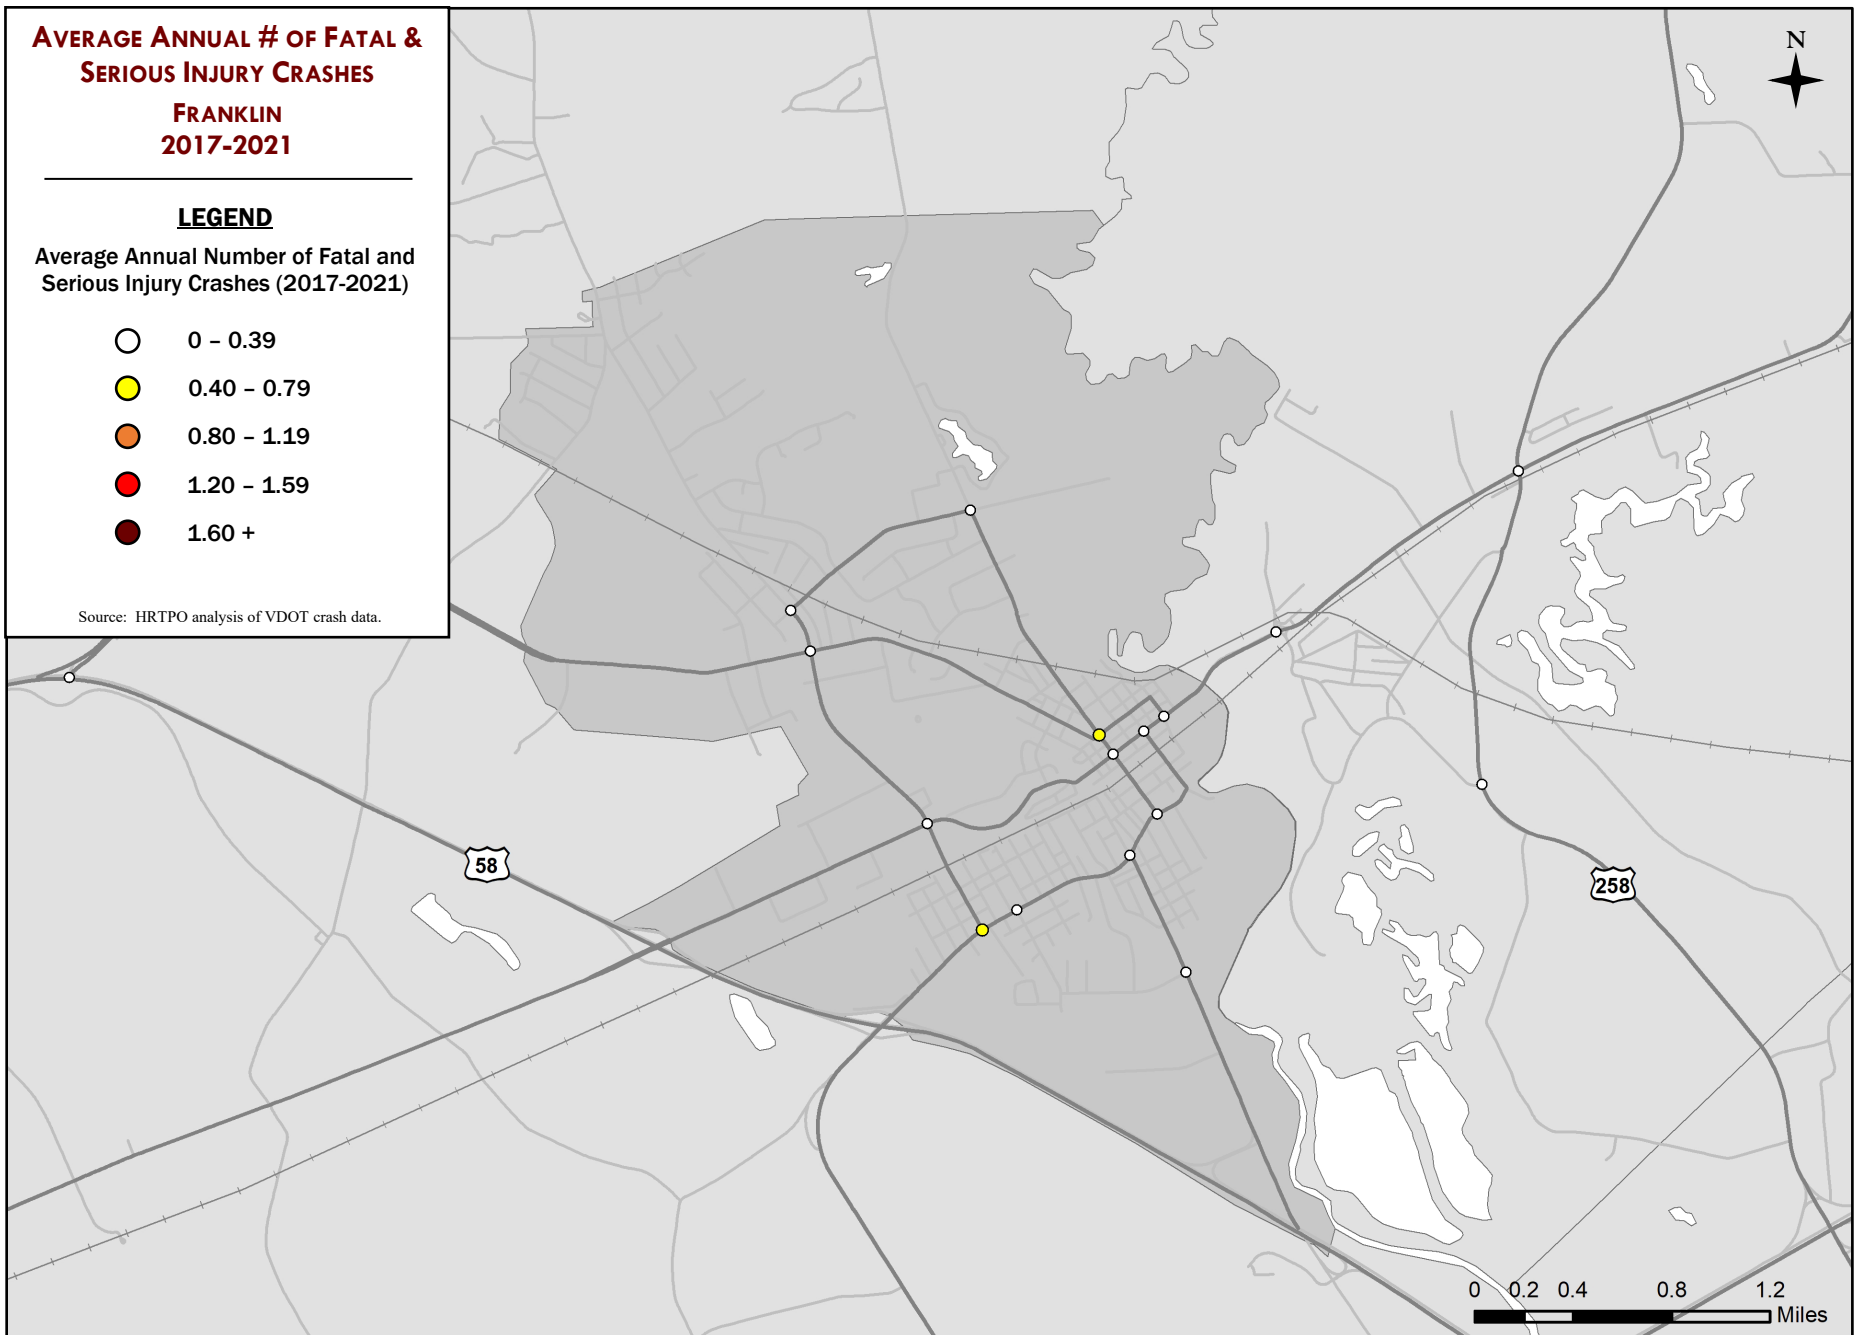 AVERAGE ANNUAL # OF FATAL &
SERIOUS INJURY CRASHES
FRANKLIN
2017-2021
LEGEND
Average Annual Number of Fatal and
Serious Injury Crashes (2017-2021)
0 – 0.39
0.40 – 0.79
0.80 – 1.19
1.20 – 1.59
1.60 +
Source: HRTPO analysis of VDOT crash data.
N
58
258
0 0.2 0.4 0.8 1.2
Miles